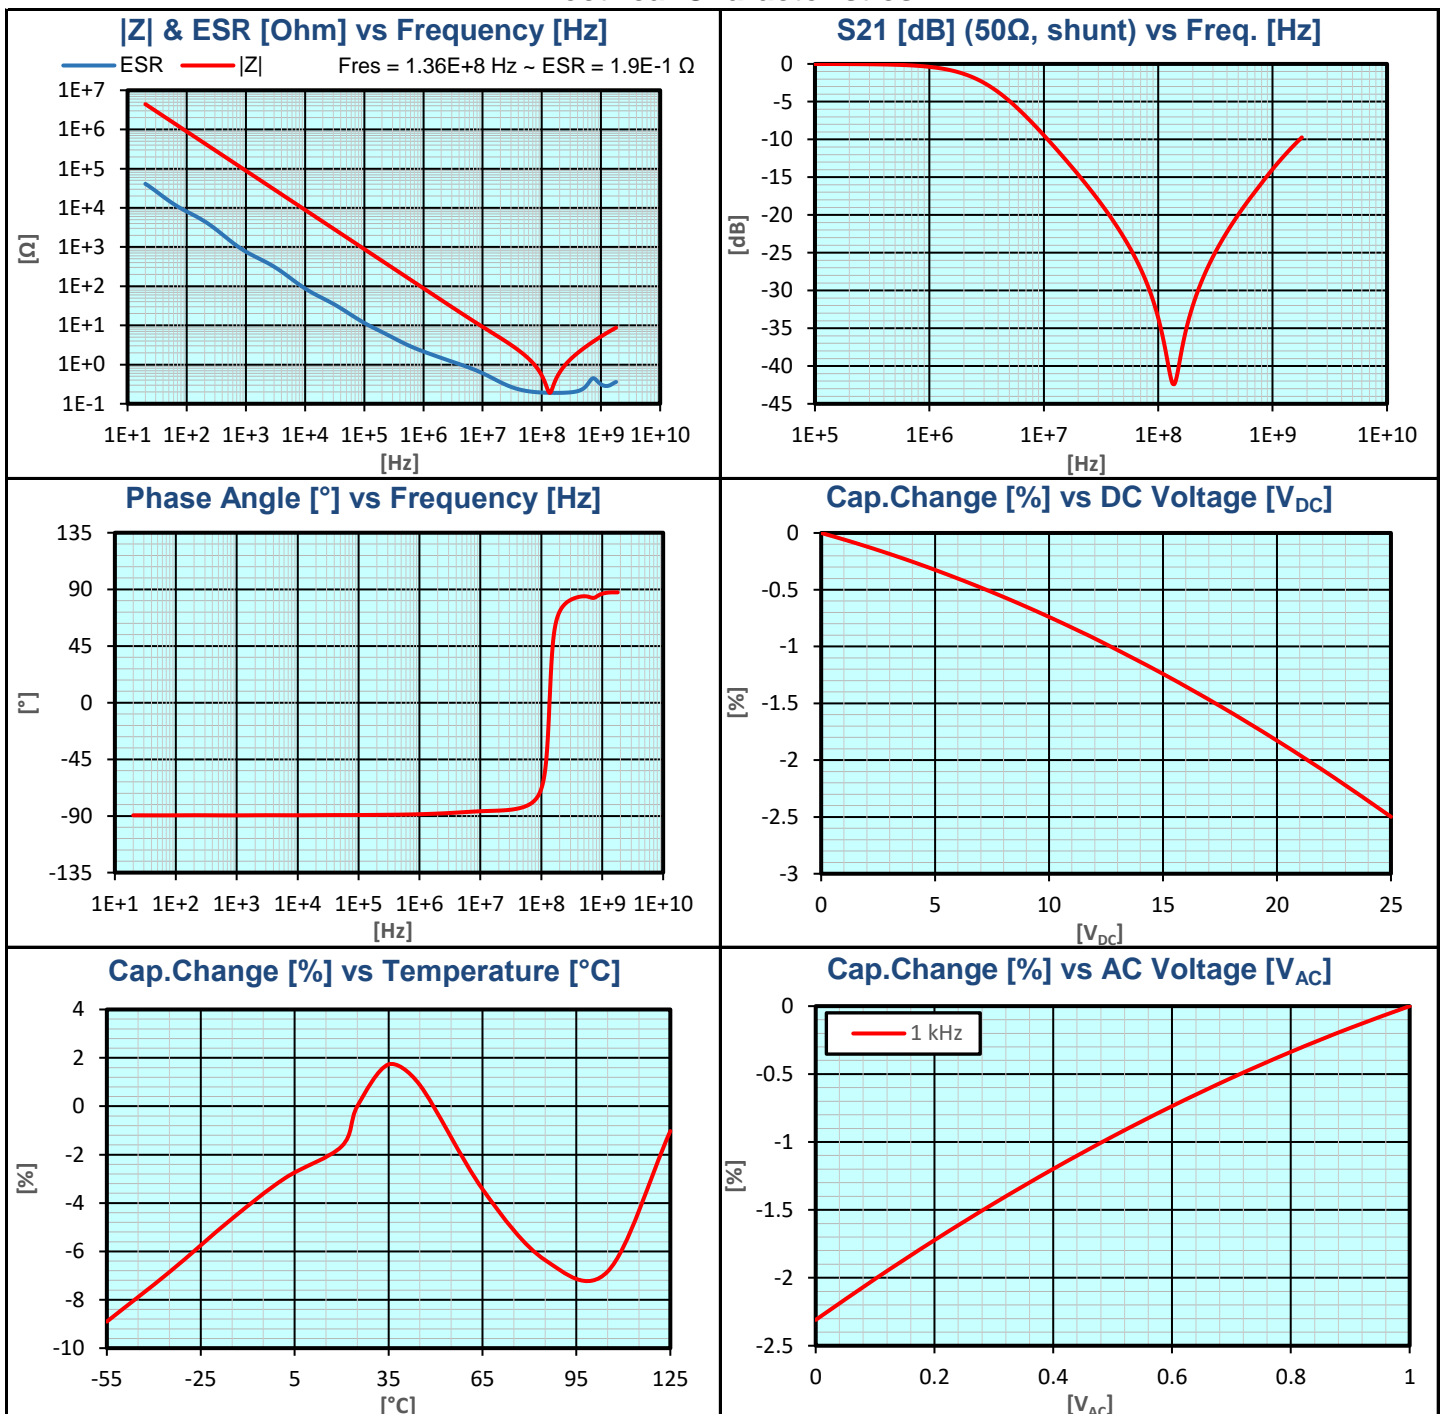 |Z| & ESR [Ohm] vs Frequency [Hz]
ESR |Z| Fres = 1.36E+8 Hz ~ ESR = 1.9E-1 Ω
1E+7
1E+6
1E+5
1E+4
1E+3
1E+2
1E+1
1E+0
1E-1
[Ω]
1E+1 1E+2 1E+3 1E+4 1E+5 1E+6 1E+7 1E+8 1E+9 1E+10
[Hz]
S21 [dB] (50Ω, shunt) vs Freq. [Hz]
0
-5
-10
-15
-20
-25
-30
-35
-40
-45
[dB]
1E+5 1E+6 1E+7 1E+8 1E+9 1E+10
[Hz]
Phase Angle [°] vs Frequency [Hz]
135
90
45
0
-45
-90
-135
[°]
1E+1 1E+2 1E+3 1E+4 1E+5 1E+6 1E+7 1E+8 1E+9 1E+10
[Hz]
Cap.Change [%] vs DC Voltage [VDC]
0
-0.5
-1
-1.5
-2
-2.5
-3
[%]
0 5 10 15 20 25
[VDC]
Cap.Change [%] vs Temperature [°C]
4
2
0
-2
-4
-6
-8
-10
[%]
-55 -25 5 35 65 95 125
[°C]
Cap.Change [%] vs AC Voltage [VAC]
1 kHz
0
-0.5
-1
-1.5
-2
-2.5
[%]
0 0.2 0.4 0.6 0.8 1
[VAC]